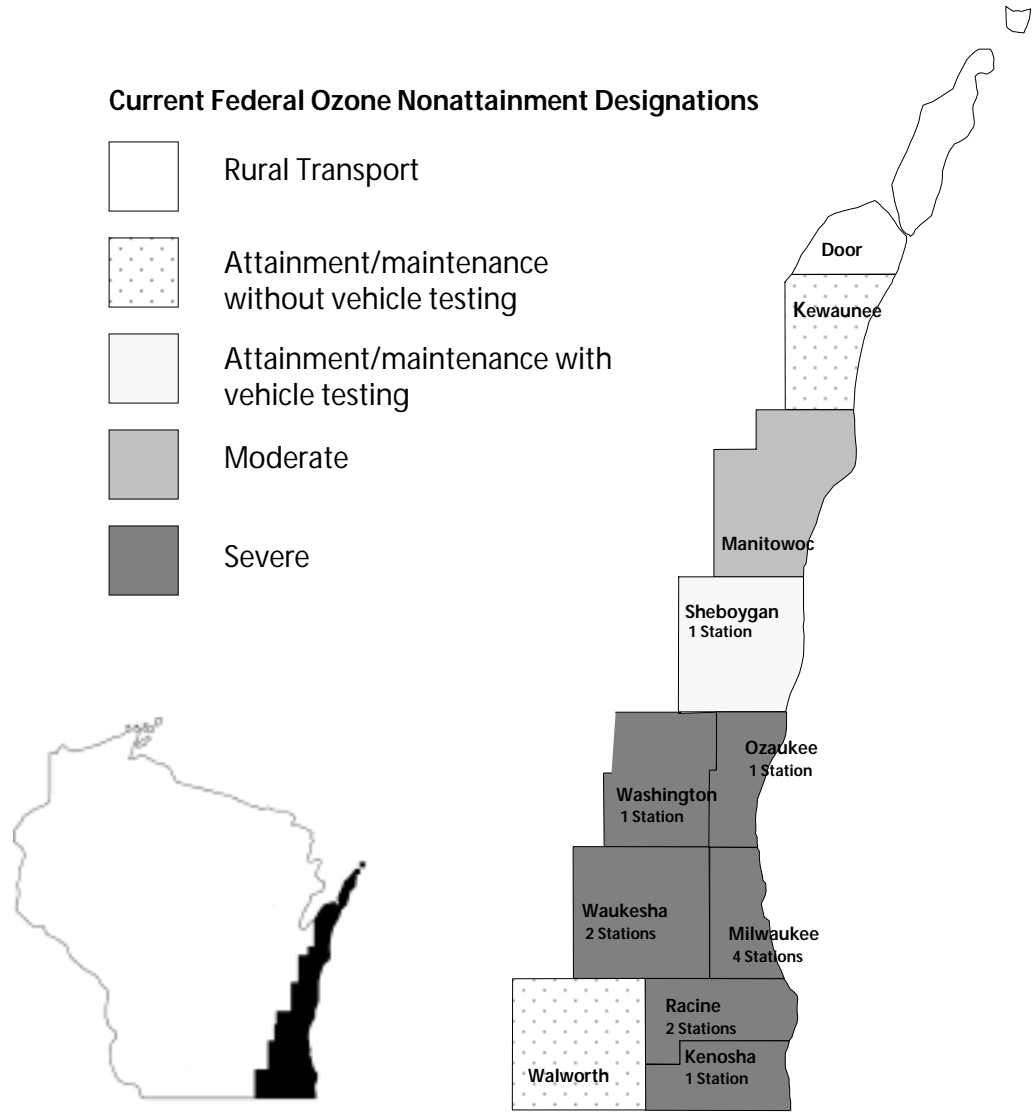 Current Federal Ozone Nonattainment Designations
Rural Transport
Attainment/maintenance
without vehicle testing
Attainment/maintenance with
vehicle testing
Moderate
Severe
Door
Kewaunee
Manitowoc
Sheboygan
1 Station
Ozaukee
1 Station
Washington
1 Station
Waukesha
2 Stations
Milwaukee
4 Stations
Racine
2 Stations
Kenosha
1 Station
Walworth